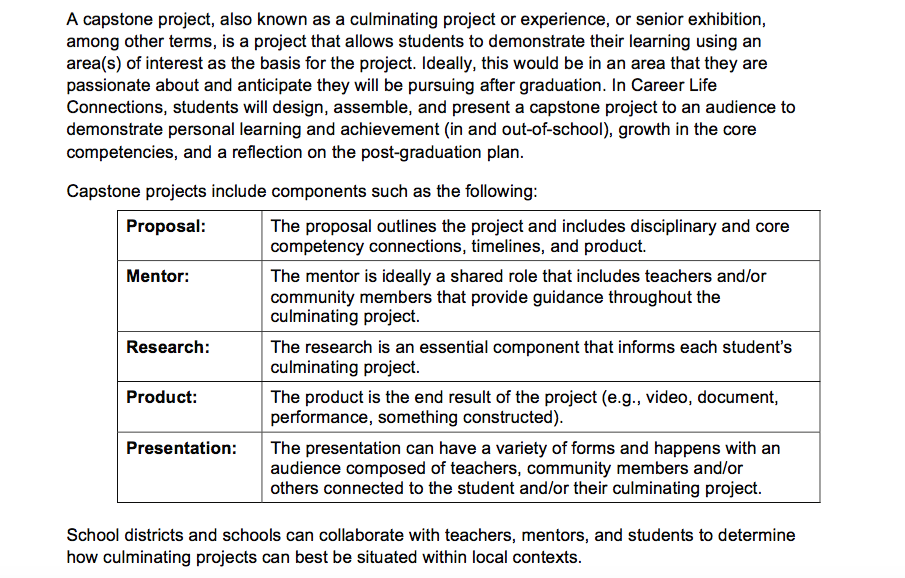 A capstone project, also known as a culminating project or experience, or senior exhibition,
among other terms, is a project that allows students to demonstrate their learning using an
area(s) of interest as the basis for the project. Ideally, this would be in an area that they are
passionate about and anticipate they will be pursuing after graduation. In Career Life
Connections, students will design, assemble, and present a capstone project to an audience to
demonstrate personal learning and achievement (in and out-of-school), growth in the core
competencies, and a reflection on the post-graduation plan.
Capstone projects include components such as the following:
Proposal: The proposal outlines the project and includes disciplinary and core
competency connections, timelines, and product.
Mentor: The mentor is ideally a shared role that includes teachers and/or
community members that provide guidance throughout the
culminating project.
Research: The research is an essential component that informs each student's
culminating project.
Product: The product is the end result of the project (e.g., video, document,
performance, something constructed).
Presentation: The presentation can have a variety of forms and happens with an
audience composed of teachers, community members and/or
others connected to the student and/or their culminating project.
School districts and schools can collaborate with teachers, mentors, and students to determine
how culminating projects can best be situated within local contexts.